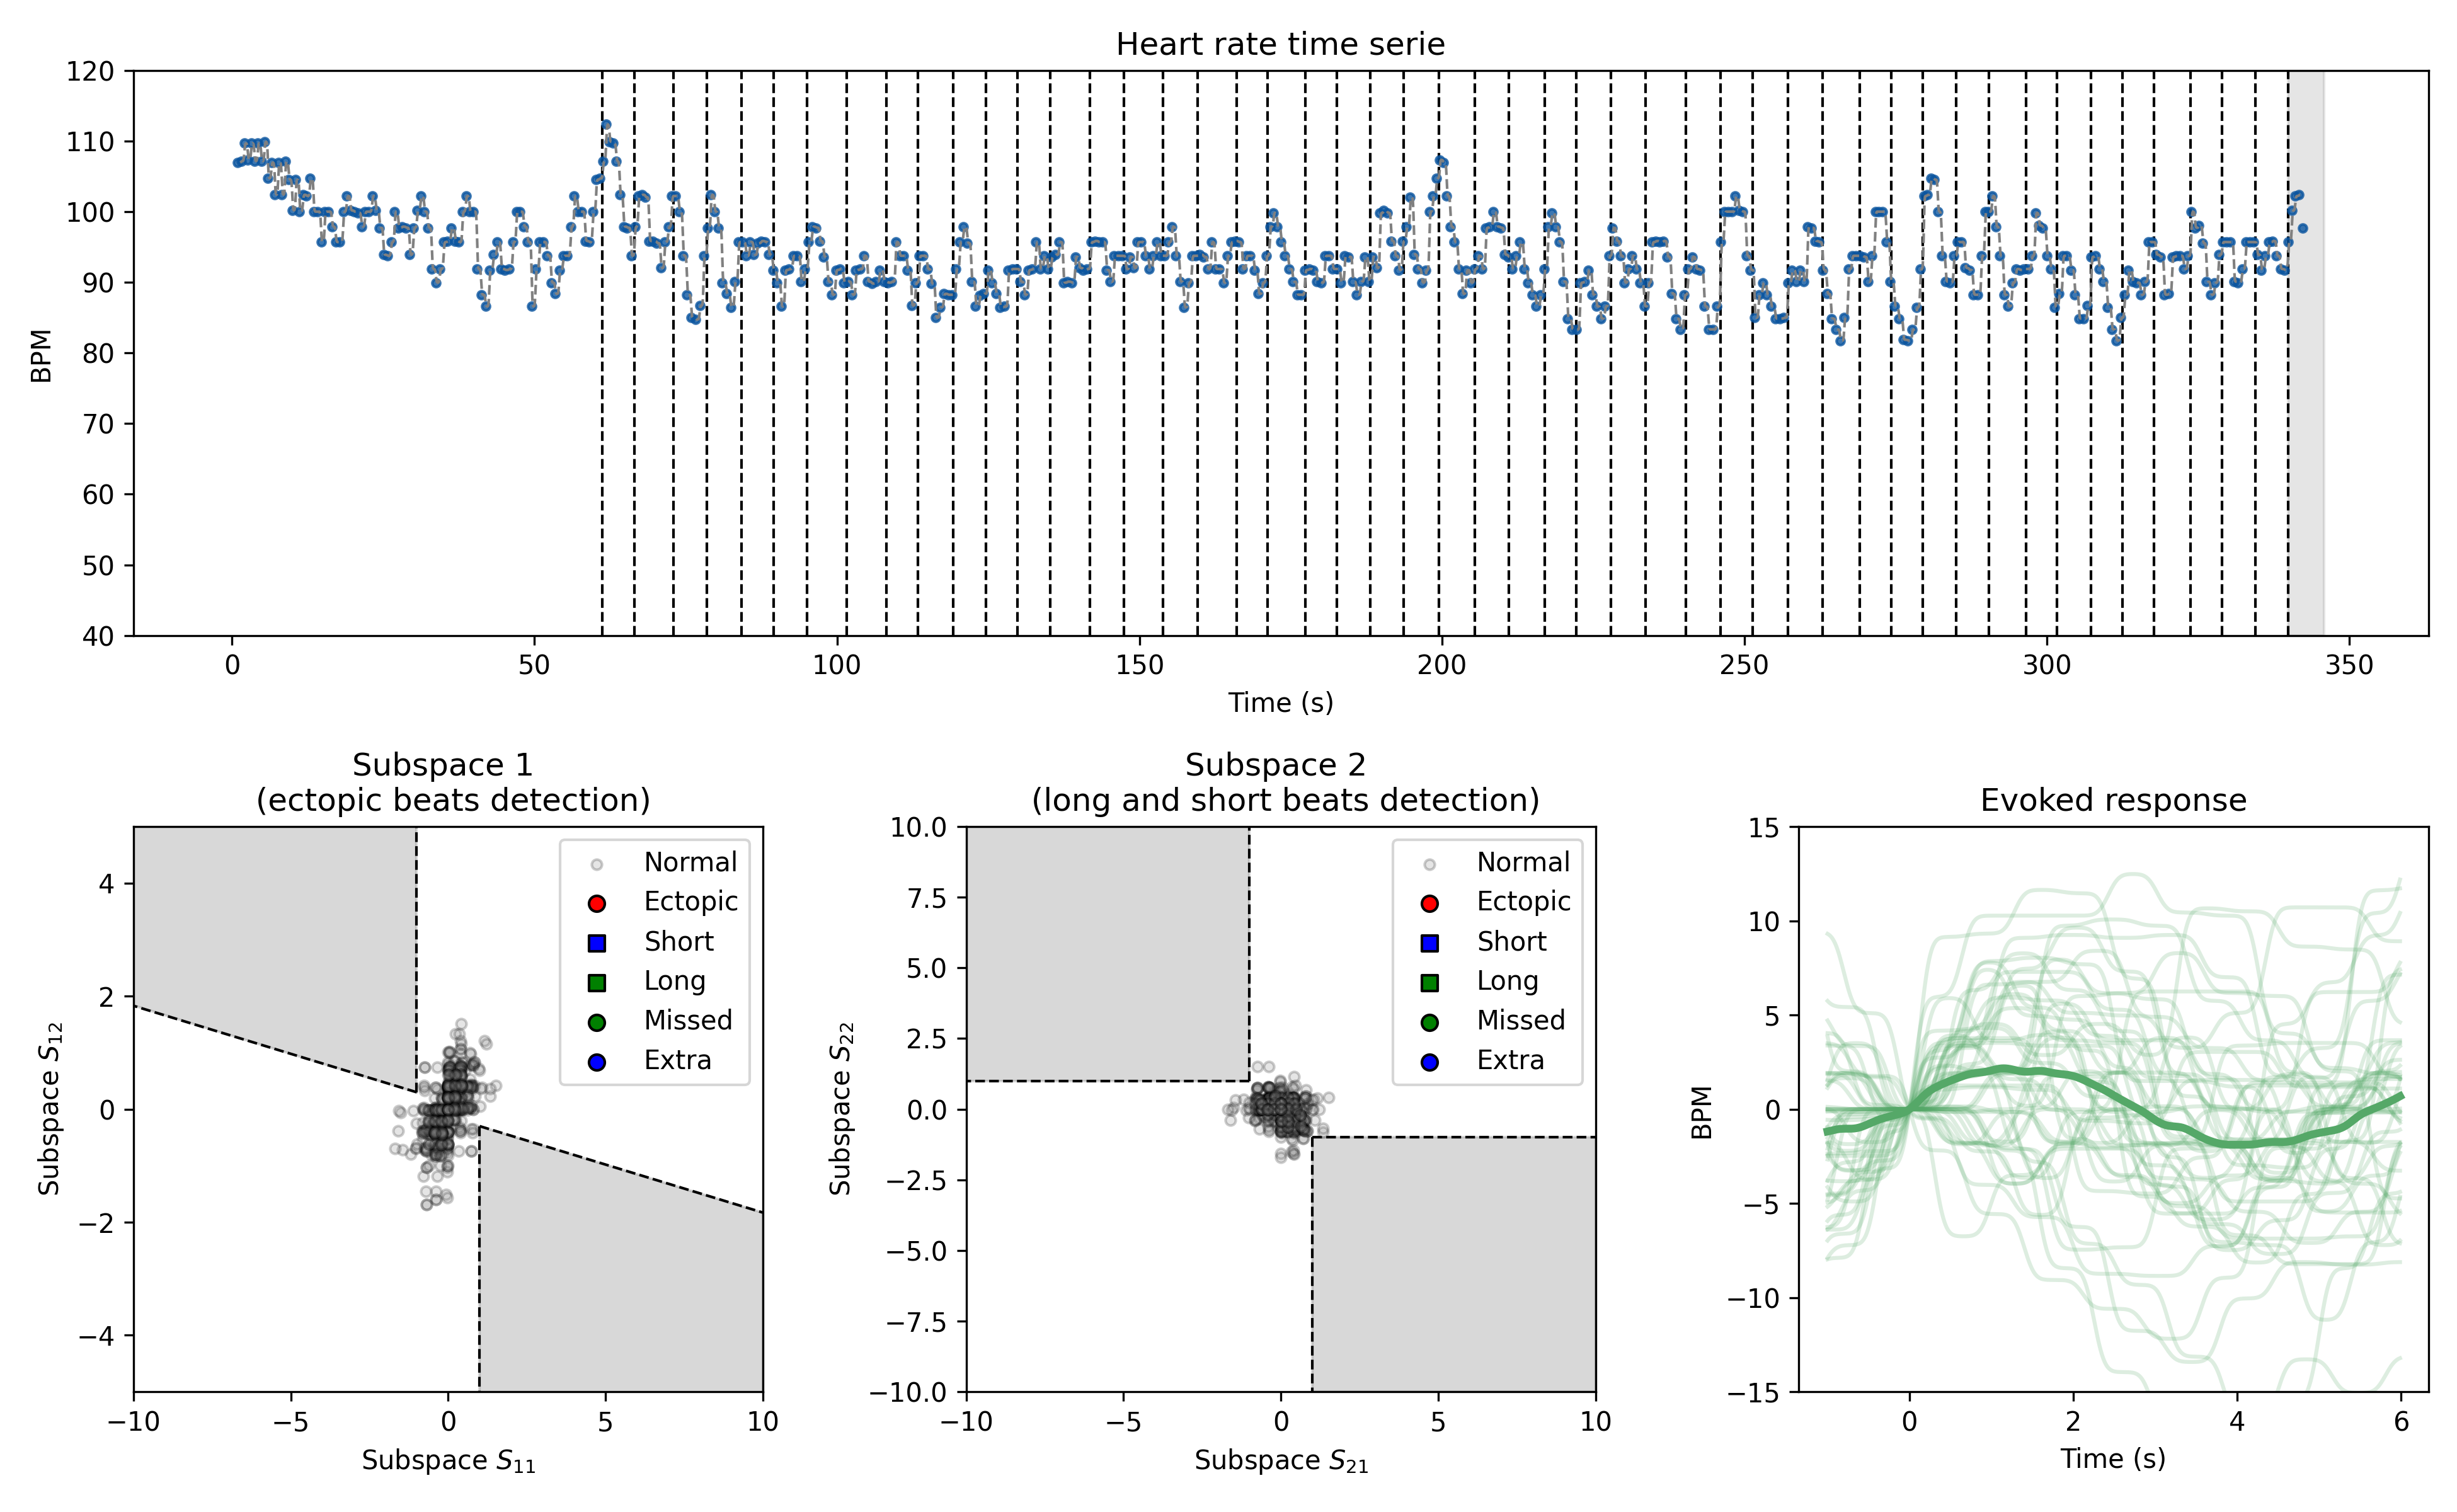 Heart rate time serie
120
110
100
90
80
70
60
50
40
BPM
0 50 100 150 200 250 300 350
Time (s)
Subspace 1
(ectopic beats detection)
4
2
0
−2
−4
Subspace S₁₂
Normal
Ectopic
Short
Long
Missed
Extra
−10 −5 0 5 10
Subspace S₁₁
Subspace 2
(long and short beats detection)
10.0
7.5
5.0
2.5
0.0
−2.5
−5.0
−7.5
−10.0
Subspace S₂₂
Normal
Ectopic
Short
Long
Missed
Extra
−10 −5 0 5 10
Subspace S₂₁
Evoked response
15
10
5
0
−5
−10
−15
BPM
0 2 4 6
Time (s)